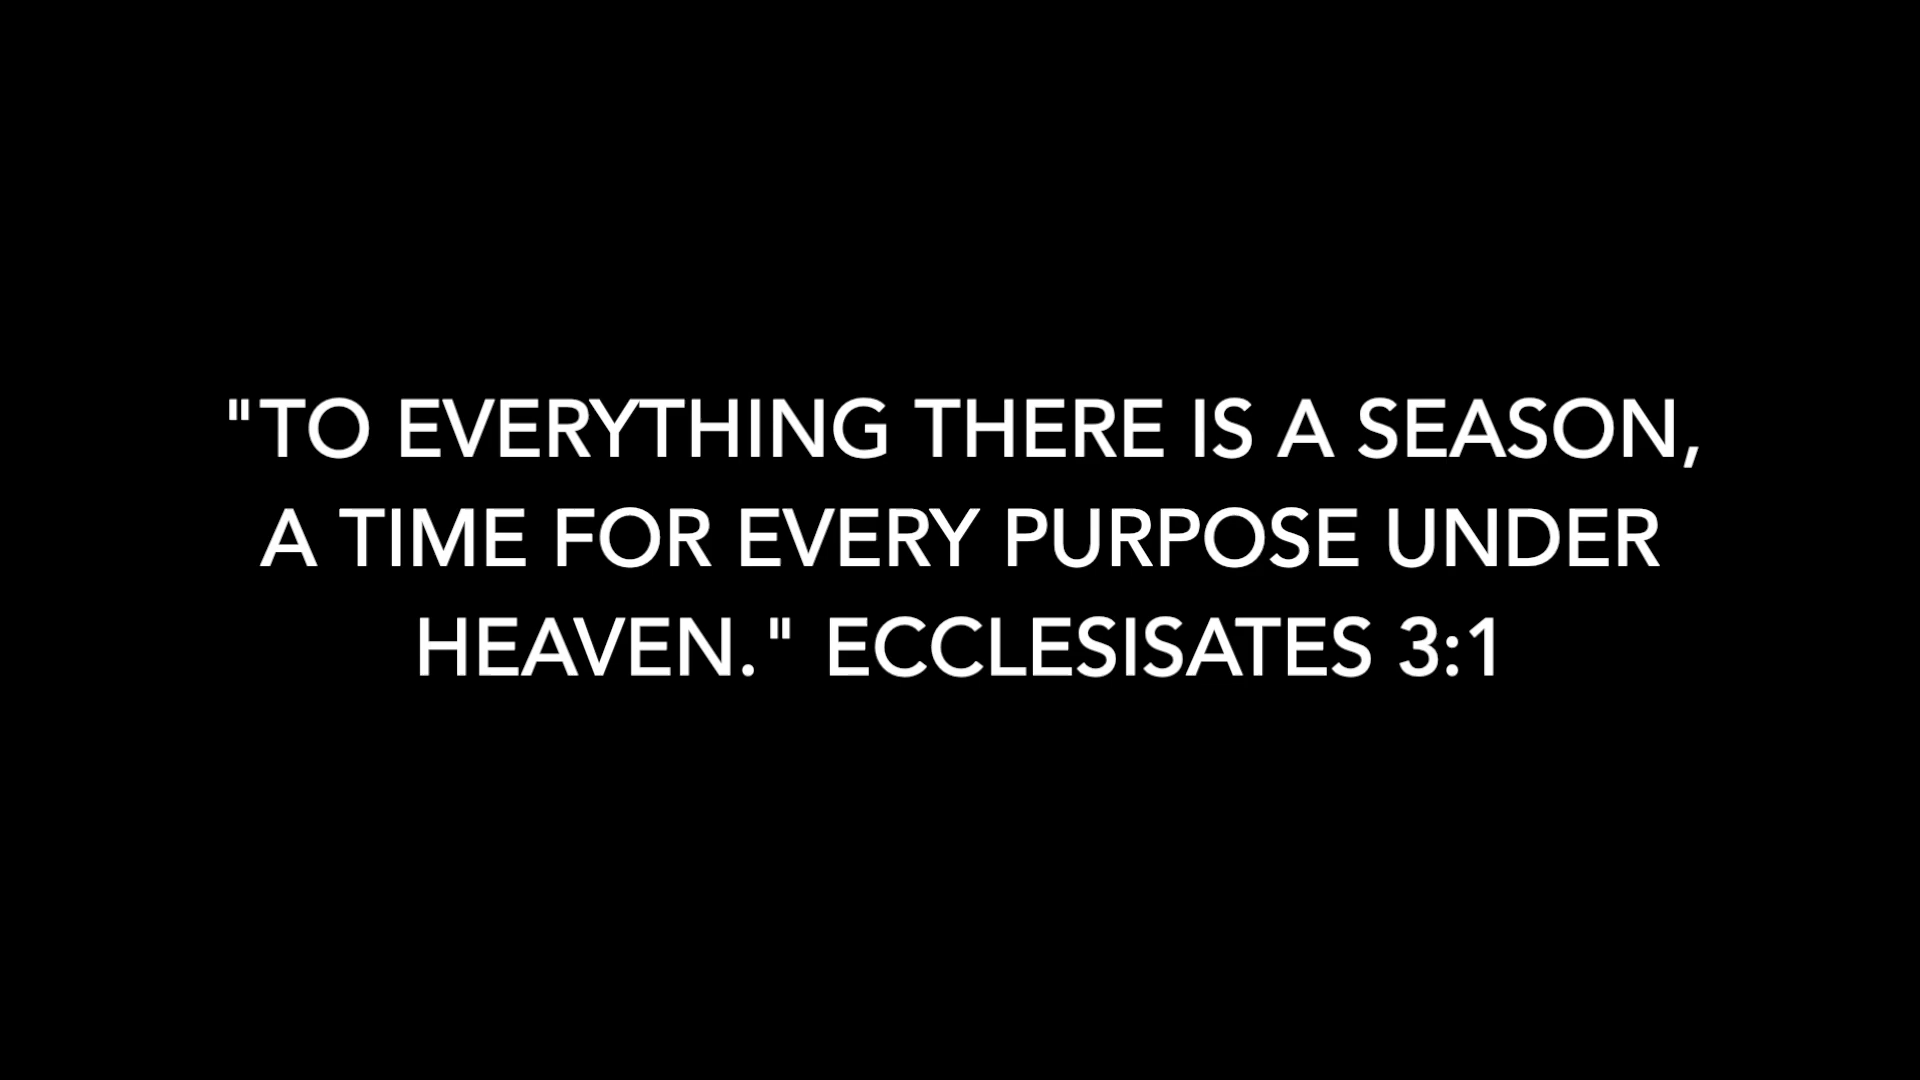 "TO EVERYTHING THERE IS A SEASON,
A TIME FOR EVERY PURPOSE UNDER
HEAVEN." ECCLESISATES 3:1